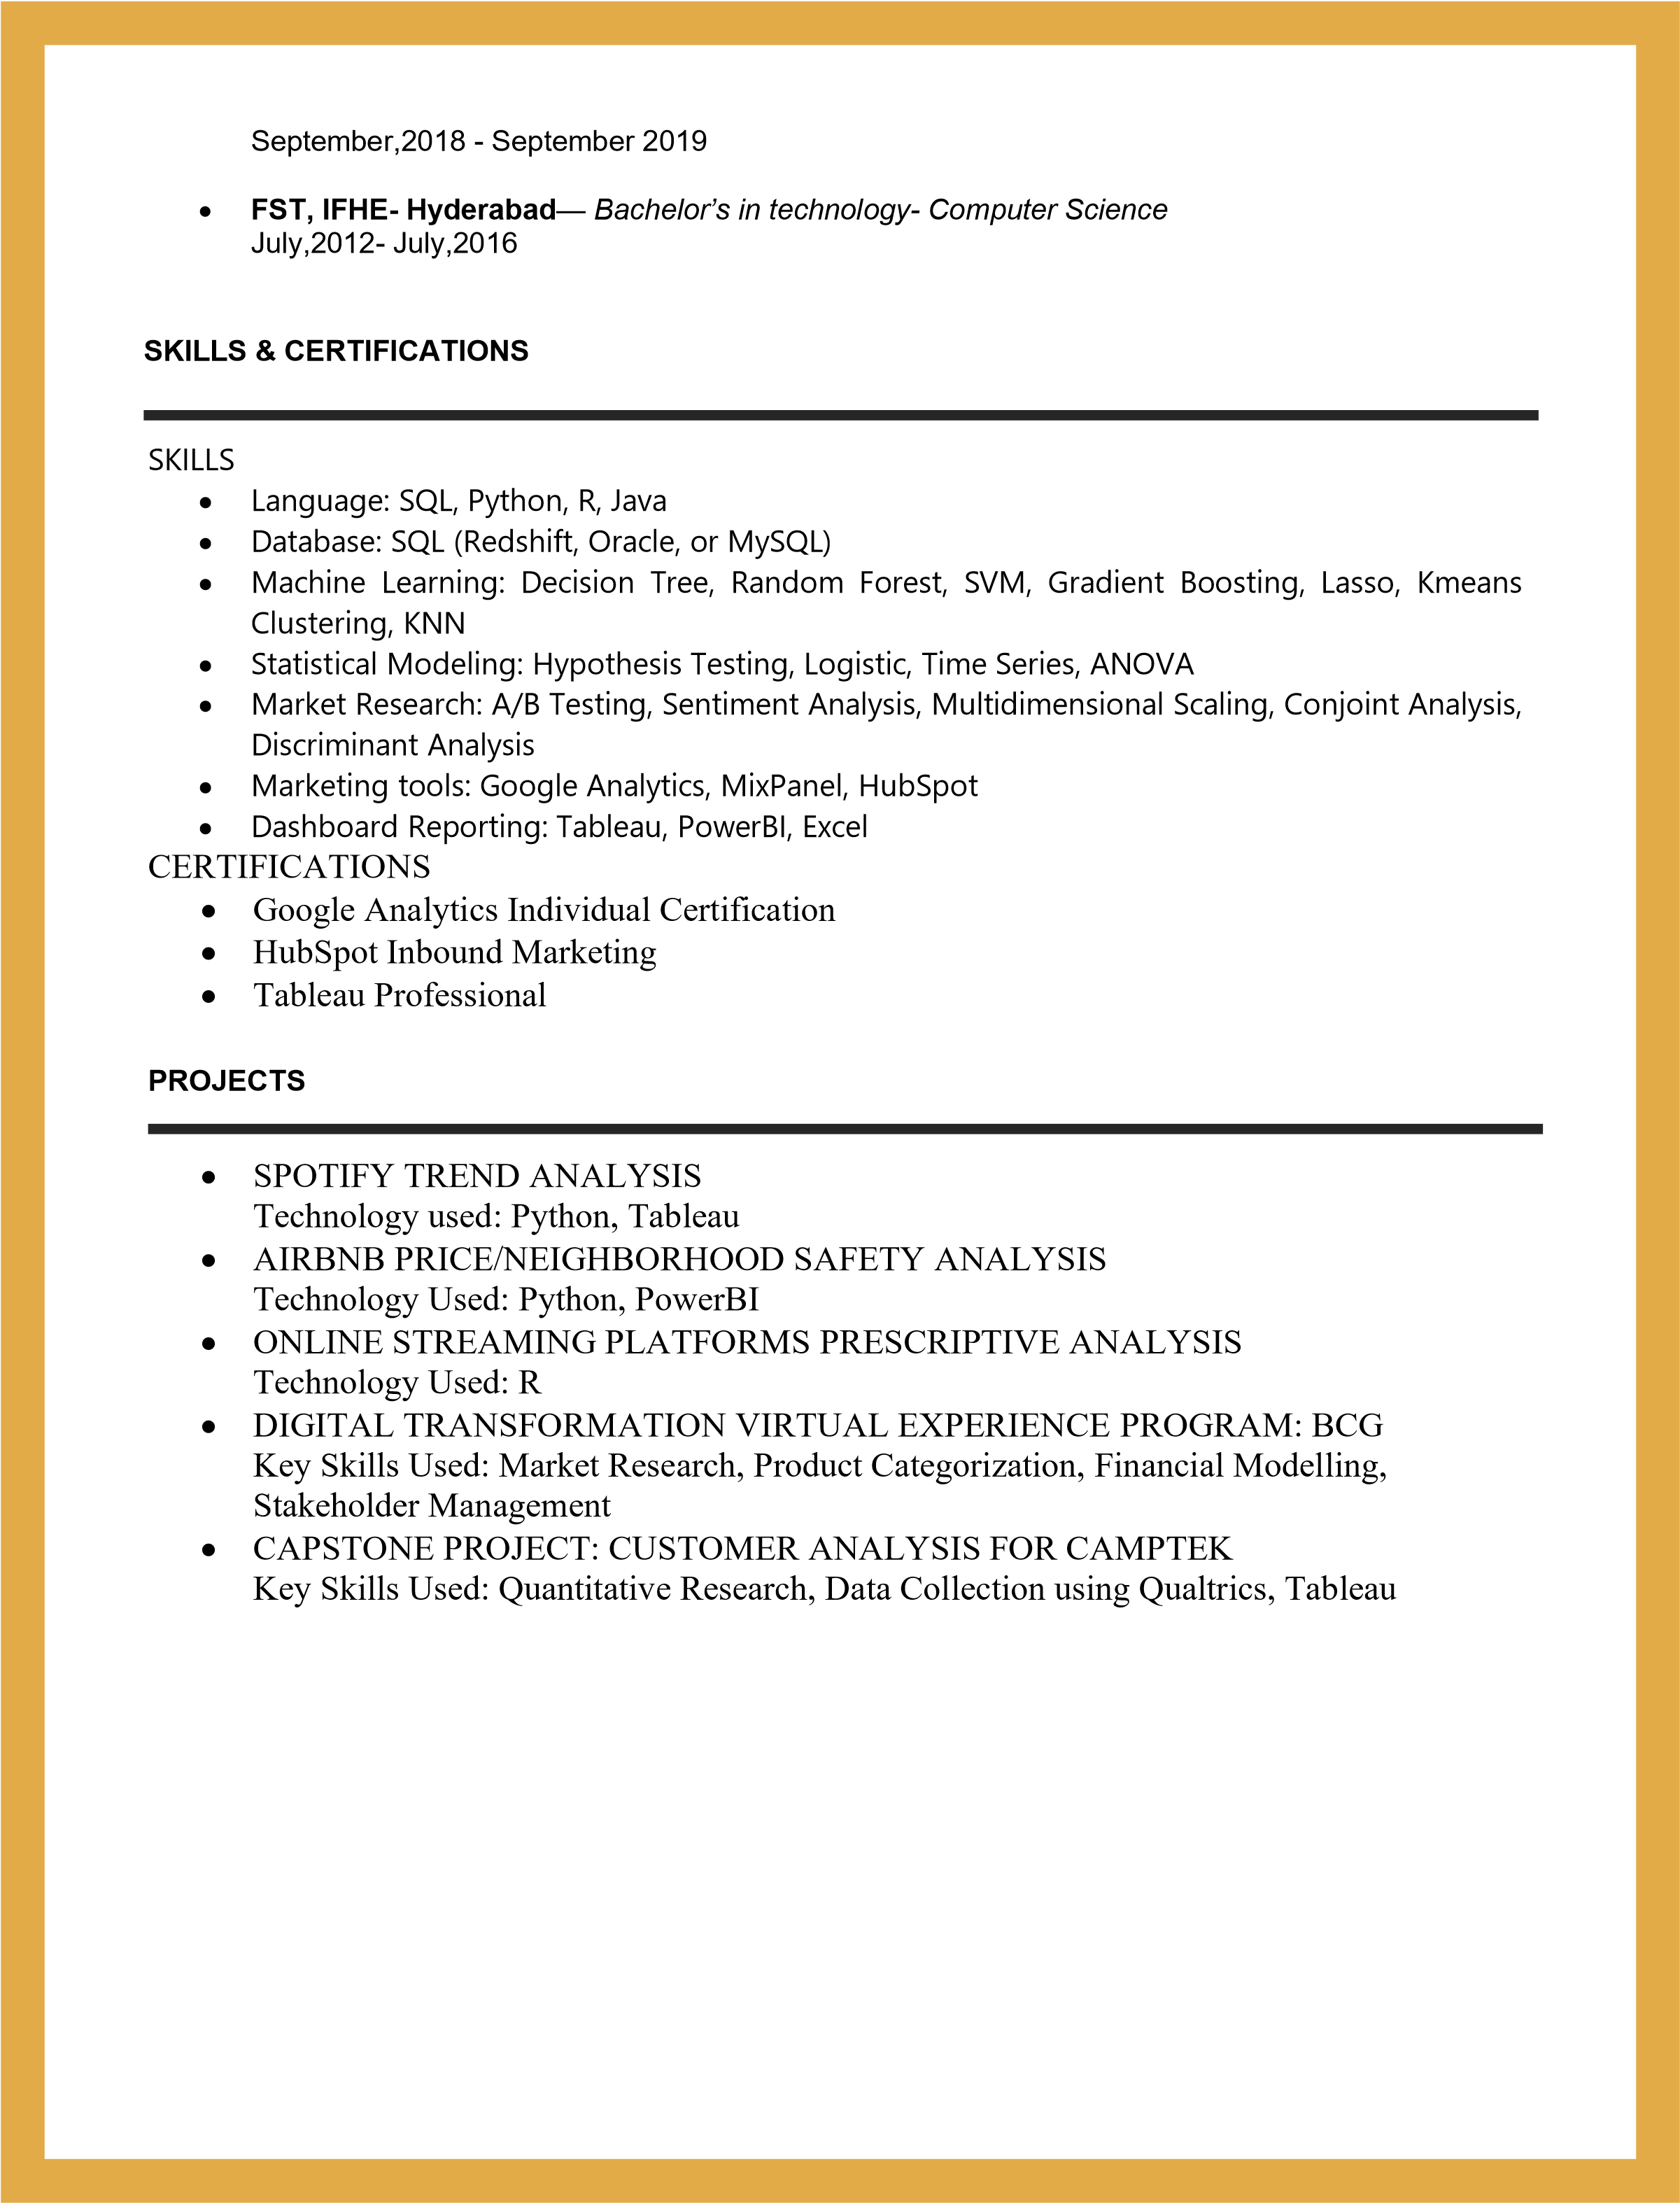 September,2018 - September 2019
• FST, IFHE- Hyderabad— Bachelor’s in technology- Computer Science
July,2012- July,2016
SKILLS & CERTIFICATIONS
SKILLS
• Language: SQL, Python, R, Java
• Database: SQL (Redshift, Oracle, or MySQL)
• Machine Learning: Decision Tree, Random Forest, SVM, Gradient Boosting, Lasso, Kmeans
Clustering, KNN
• Statistical Modeling: Hypothesis Testing, Logistic, Time Series, ANOVA
• Market Research: A/B Testing, Sentiment Analysis, Multidimensional Scaling, Conjoint Analysis,
Discriminant Analysis
• Marketing tools: Google Analytics, MixPanel, HubSpot
• Dashboard Reporting: Tableau, PowerBI, Excel
CERTIFICATIONS
• Google Analytics Individual Certification
• HubSpot Inbound Marketing
• Tableau Professional
PROJECTS
• SPOTIFY TREND ANALYSIS
Technology used: Python, Tableau
• AIRBNB PRICE/NEIGHBORHOOD SAFETY ANALYSIS
Technology Used: Python, PowerBI
• ONLINE STREAMING PLATFORMS PRESCRIPTIVE ANALYSIS
Technology Used: R
• DIGITAL TRANSFORMATION VIRTUAL EXPERIENCE PROGRAM: BCG
Key Skills Used: Market Research, Product Categorization, Financial Modelling,
Stakeholder Management
• CAPSTONE PROJECT: CUSTOMER ANALYSIS FOR CAMPTEK
Key Skills Used: Quantitative Research, Data Collection using Qualtrics, Tableau